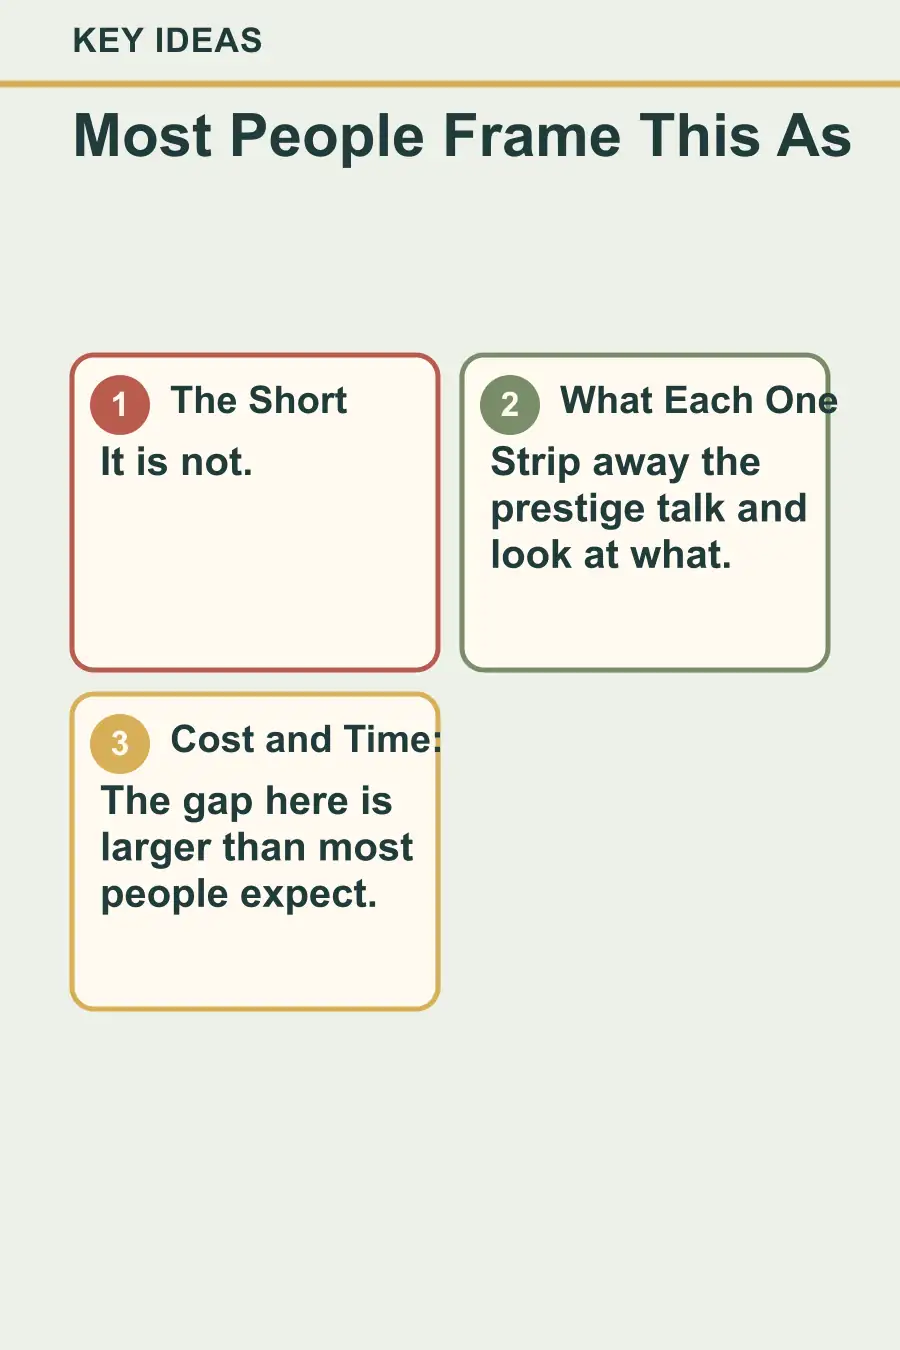 KEY IDEAS
Most People Frame This As
1 The Short
It is not.
2 What Each One
Strip away the
prestige talk and
look at what.
3 Cost and Time:
The gap here is
larger than most
people expect.